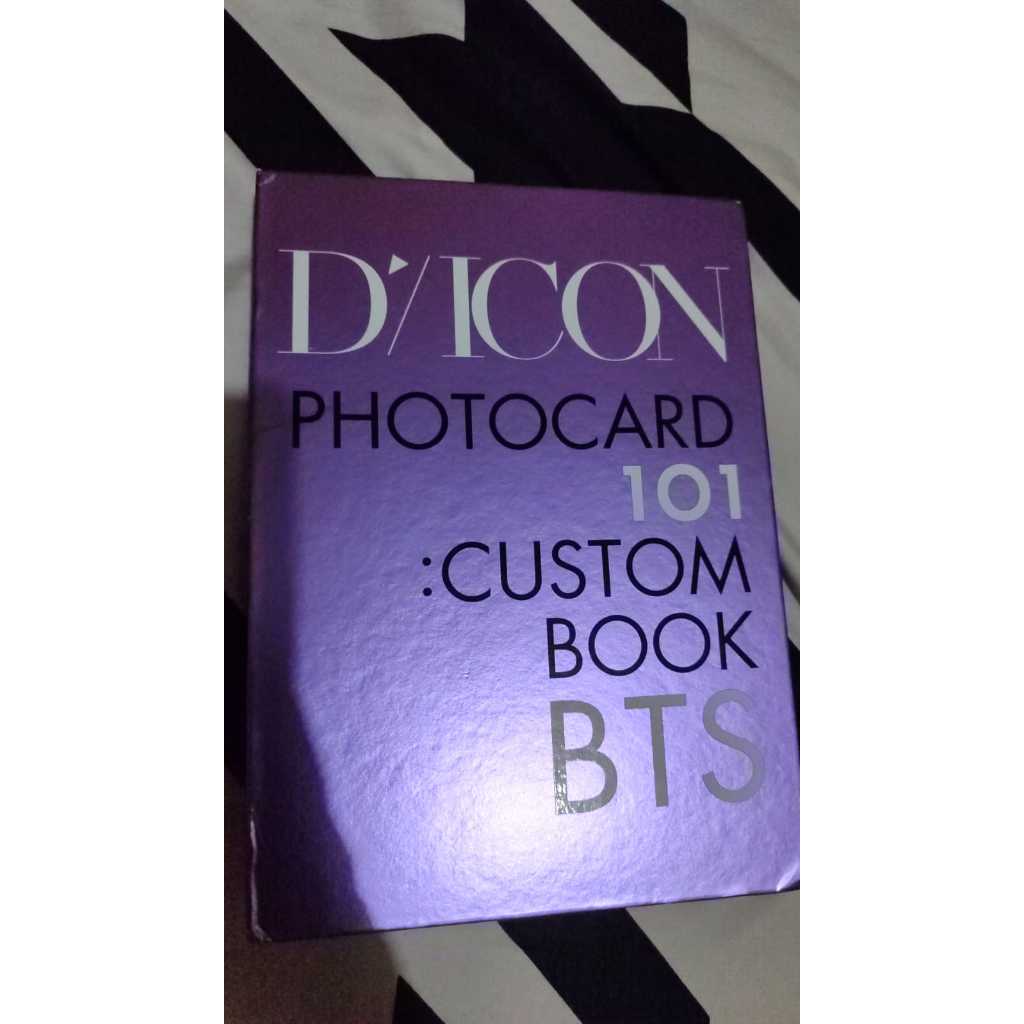 D'/ICON
PHOTOCARD
101
:CUSTOM
BOOK
BTS